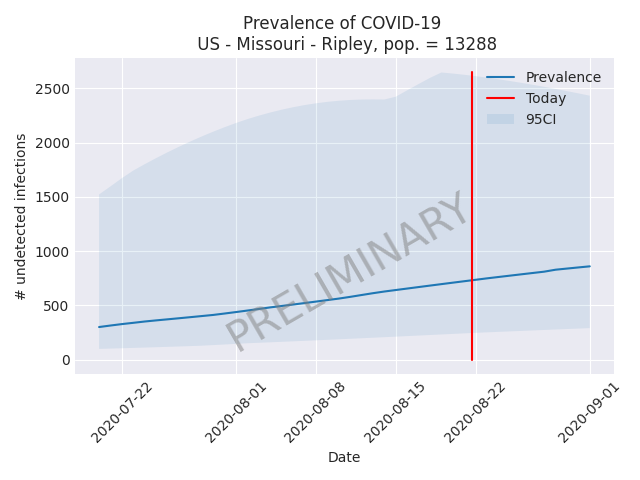 Prevalence of COVID-19
US - Missouri - Ripley, pop. = 13288
Prevalence
Today
95CI
2500
2000
1500
1000
500
0
# undetected infections
PRELIMINARY
2020-07-22
2020-08-01
2020-08-08
2020-08-15
2020-08-22
2020-09-01
Date